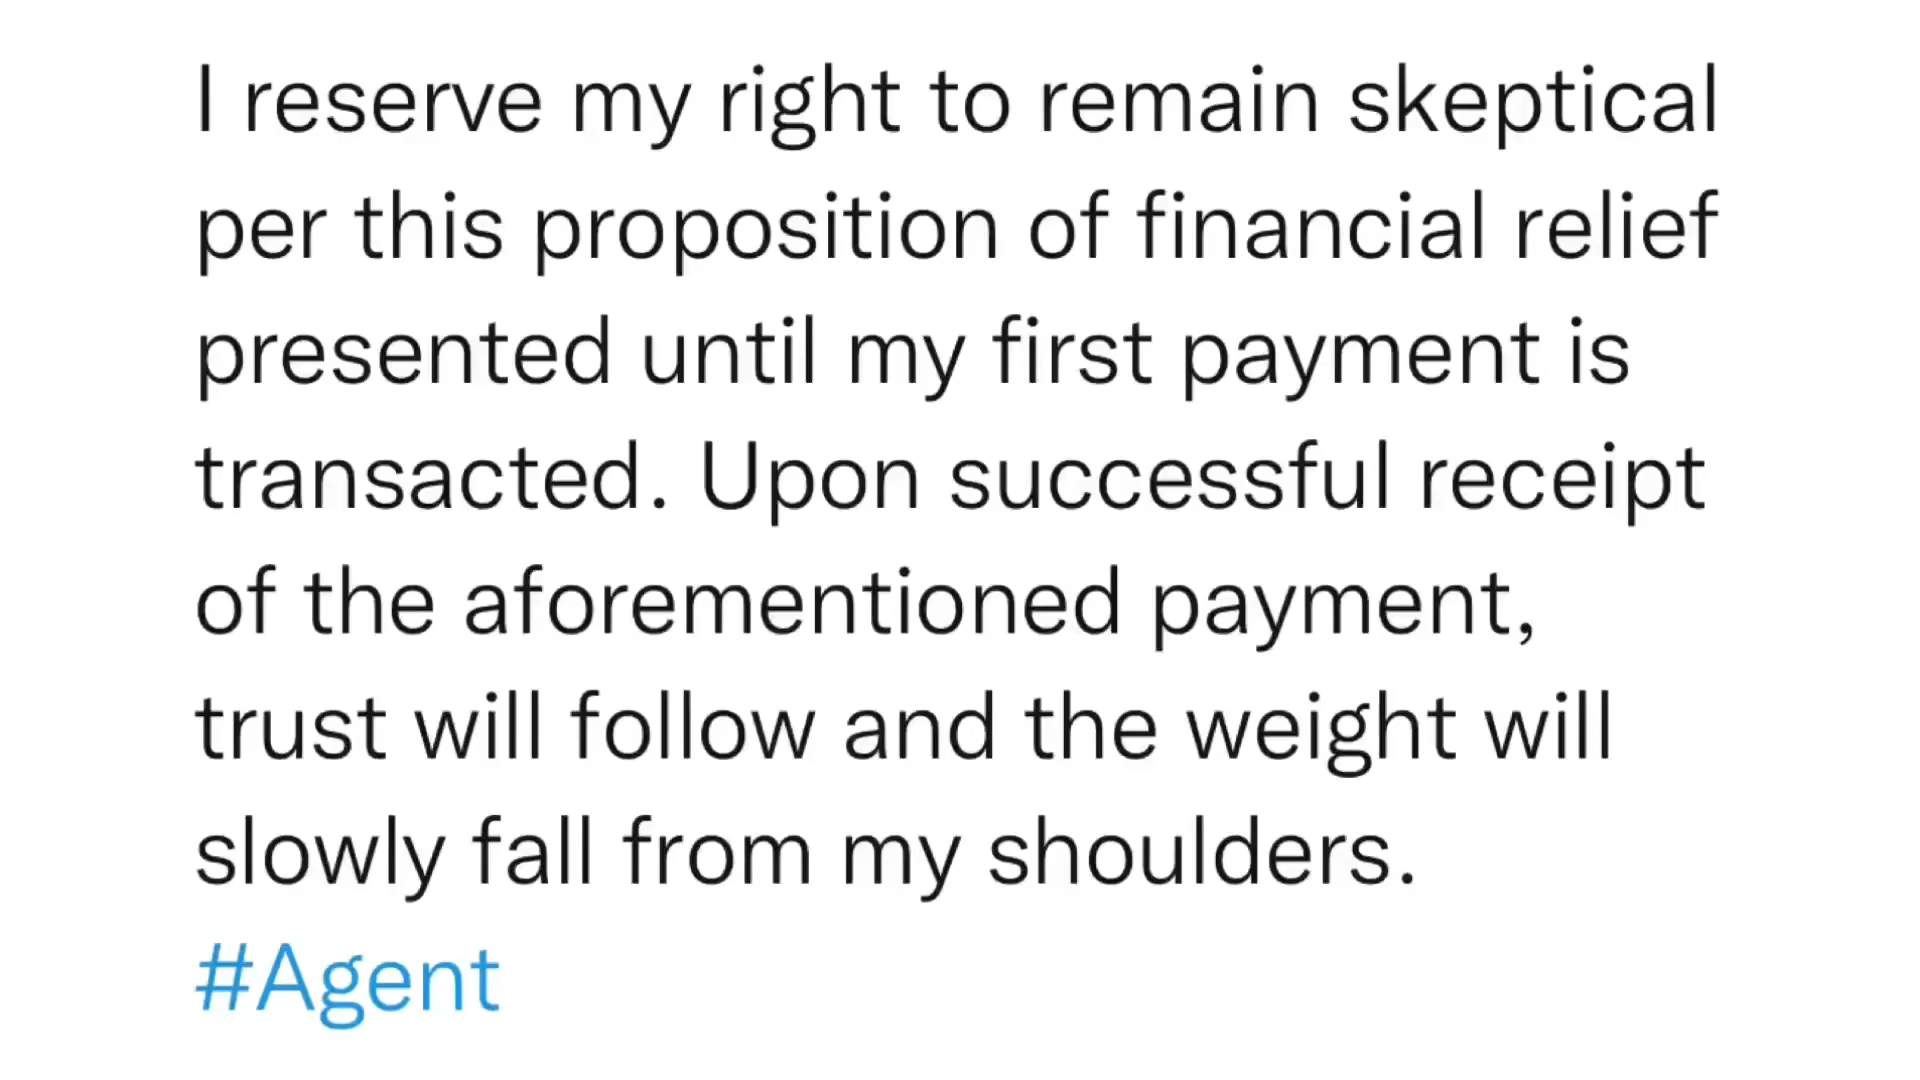 I reserve my right to remain skeptical
per this proposition of financial relief
presented until my first payment is
transacted. Upon successful receipt
of the aforementioned payment,
trust will follow and the weight will
slowly fall from my shoulders.
#Agent